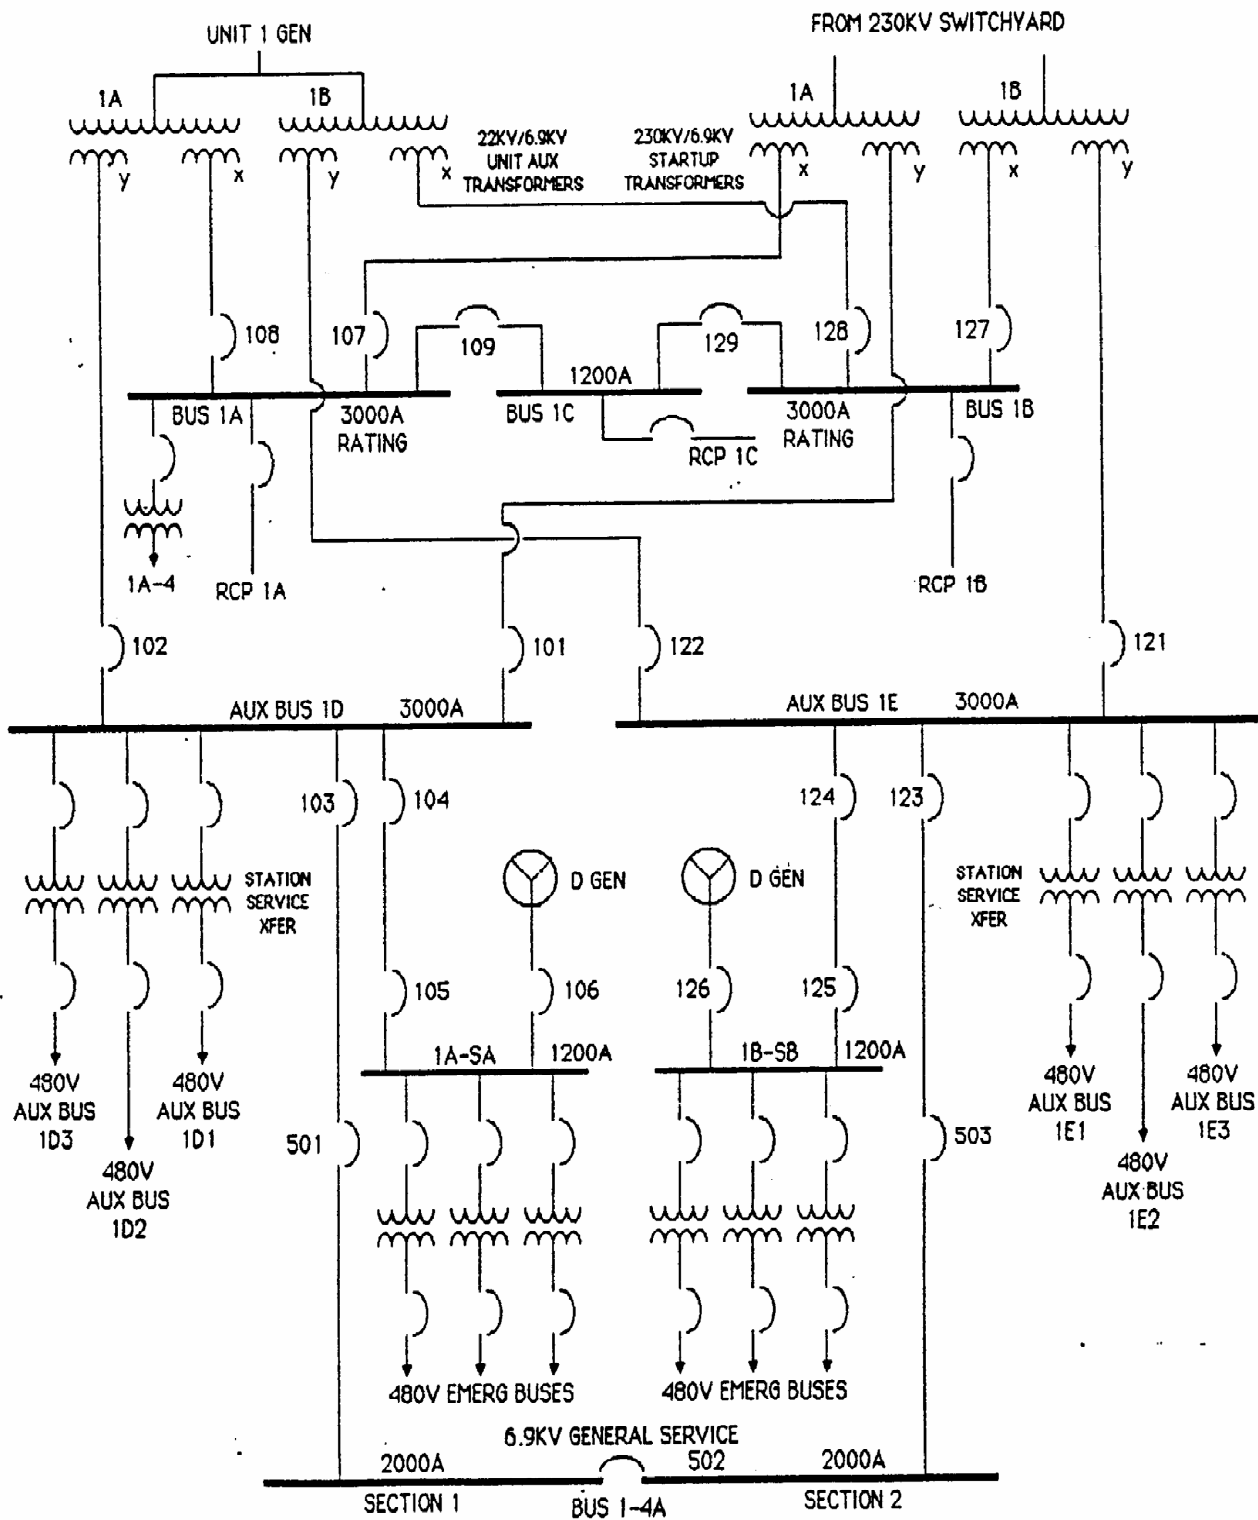 UNIT 1 GEN
FROM 230KV SWITCHYARD
1A
1B
1A
1B
22KV/6.9KV
UNIT AUX
TRANSFORMERS
230KV/6.9KV
STARTUP
TRANSFORMERS
y
x
y
x
x
y
x
y
108
107
109
129
128
127
1200A
BUS 1A
3000A
RATING
BUS 1C
3000A
RATING
BUS 1B
RCP 1C
1A-4
RCP 1A
RCP 1B
102
101
122
121
AUX BUS 1D
3000A
AUX BUS 1E
3000A
103
104
124
123
D GEN
D GEN
STATION
SERVICE
XFER
STATION
SERVICE
XFER
105
106
126
125
1A-SA
1200A
1B-SB
1200A
480V
AUX BUS
1D3
480V
AUX BUS
1D1
480V
AUX BUS
1E1
480V
AUX BUS
1E3
501
503
480V
AUX BUS
1D2
480V
AUX BUS
1E2
480V EMERG BUSES
480V EMERG BUSES
6.9KV GENERAL SERVICE
2000A
502
2000A
SECTION 1
BUS 1-4A
SECTION 2